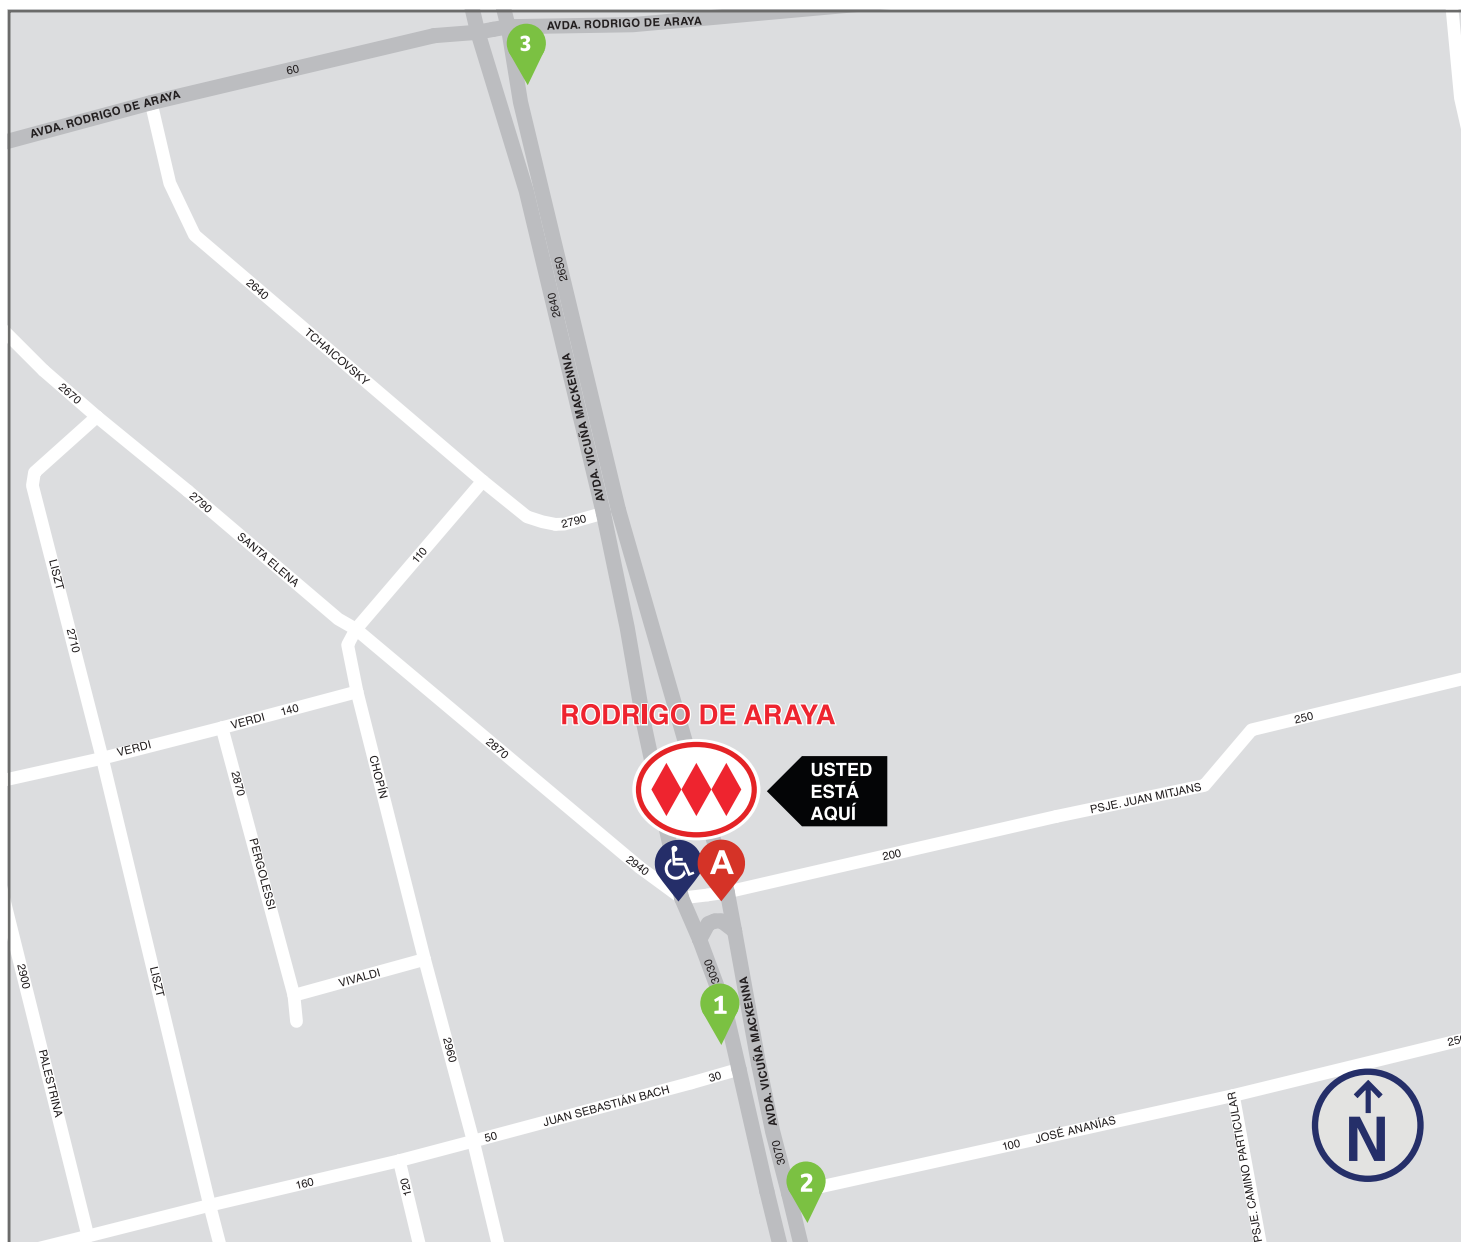 AVDA. RODRIGO DE ARAYA
3
60
AVDA. RODRIGO DE ARAYA
2650
2640
2640
TCHAICOVSKY
AVDA. VICUÑA MACKENNA
2670
2790
2790
SANTA ELENA
110
LISZT
2710
RODRIGO DE ARAYA
VERDI
140
VERDI
250
2870
CHOPÍN
2870
USTED
ESTÁ
AQUÍ
PSJE. JUAN MITJANS
200
2940
A
PERGOLESSI
2900
LISZT
VIVALDI
3030
1
AVDA. VICUÑA MACKENNA
2960
PALESTRINA
30
JUAN SEBASTIÁN BACH
50
250
100
JOSÉ ANANÍAS
PSJE. CAMINO PARTICULAR
N
3070
160
120
2